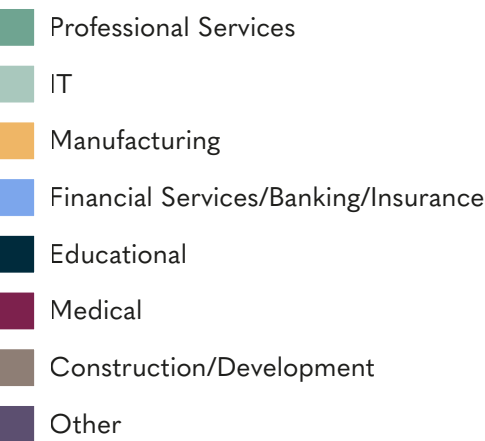 Professional Services
IT
Manufacturing
Financial Services/Banking/Insurance
Educational
Medical
Construction/Development
Other